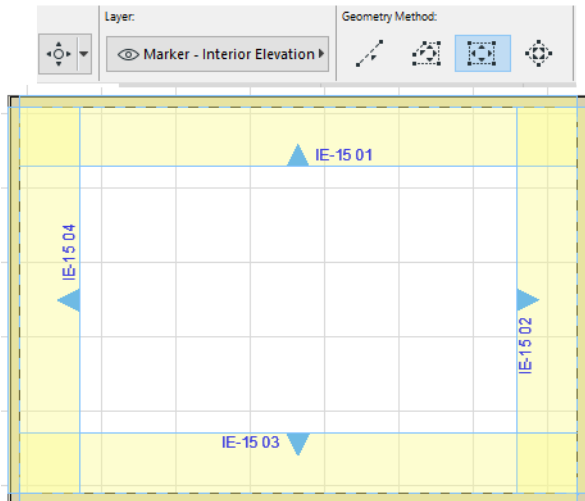 Layer:
Geometry Method:
Marker - Interior Elevation
IE-15 01
IE-15 04
IE-15 02
IE-15 03